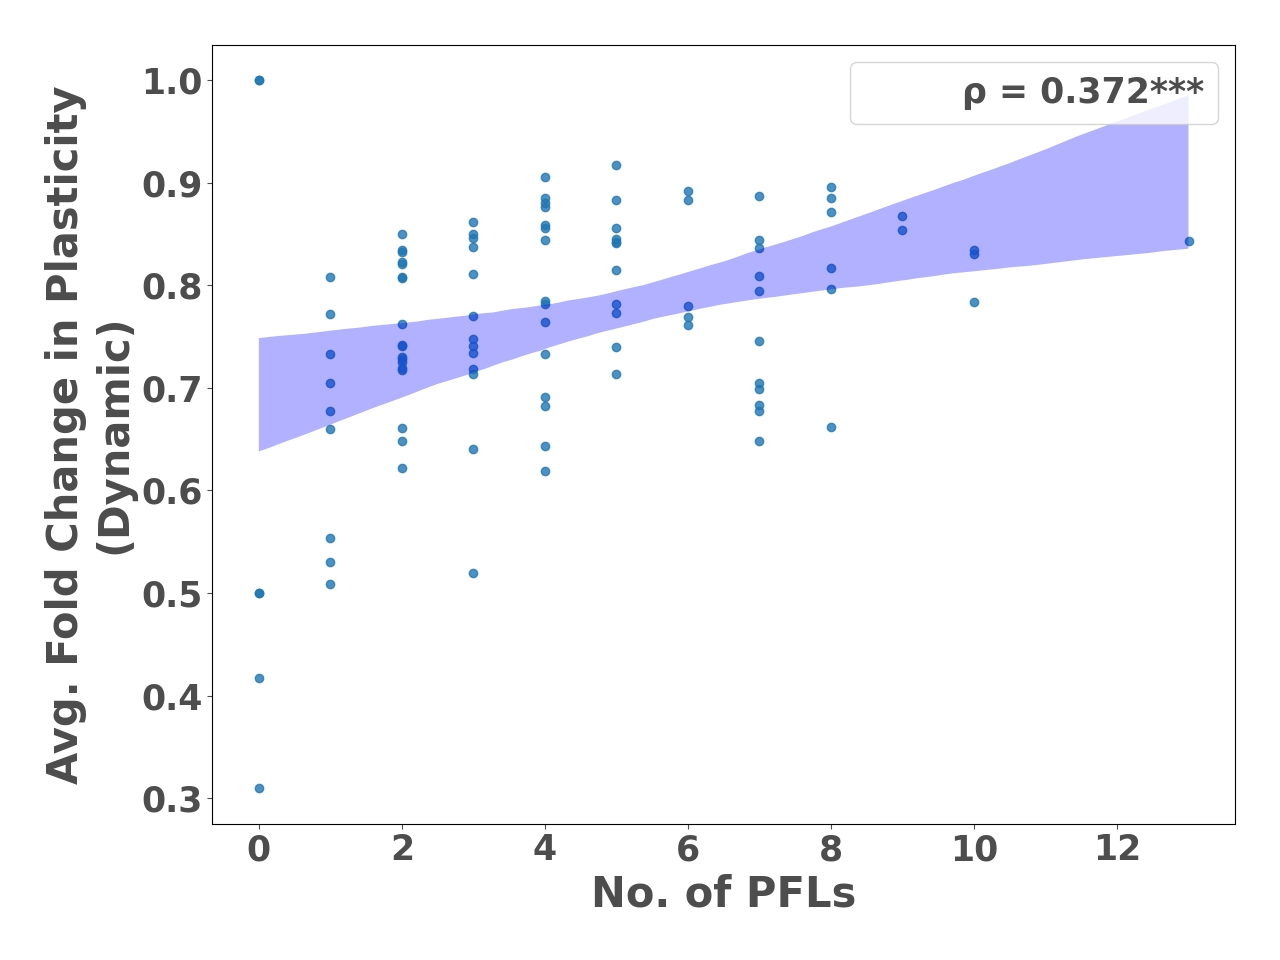 ρ = 0.372***
Avg. Fold Change in Plasticity
(Dynamic)
1.0
0.9
0.8
0.7
0.6
0.5
0.4
0.3
0 2 4 6 8 10 12
No. of PFLs